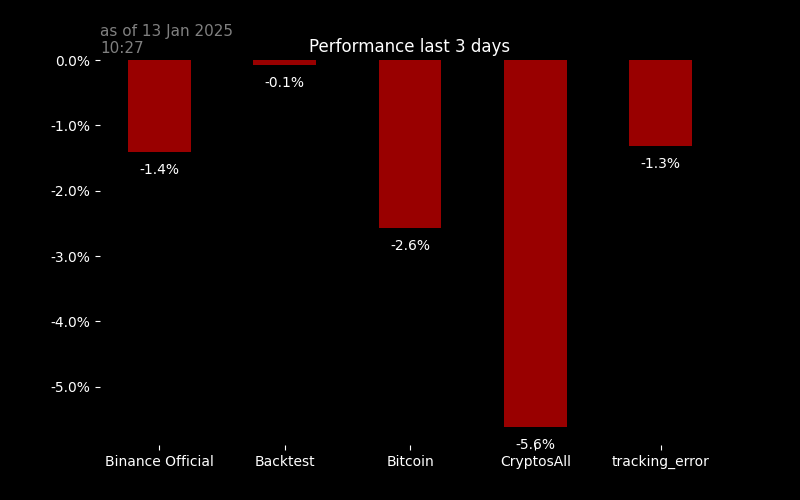 as of 13 Jan 2025
10:27
Performance last 3 days
0.0%
-1.0%
-2.0%
-3.0%
-4.0%
-5.0%
-1.4%
-0.1%
-2.6%
-5.6%
-1.3%
Binance Official
Backtest
Bitcoin
CryptosAll
tracking_error